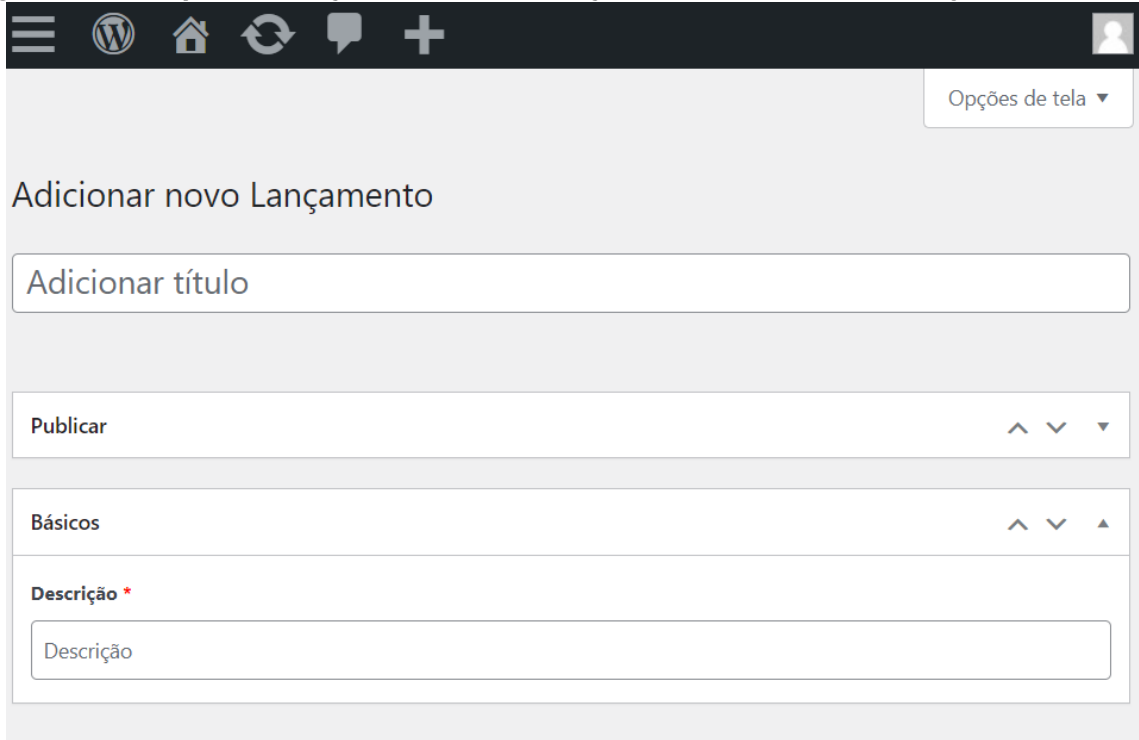 Opções de tela
Adicionar novo Lançamento
Adicionar título
Publicar
Básicos
Descrição *
Descrição